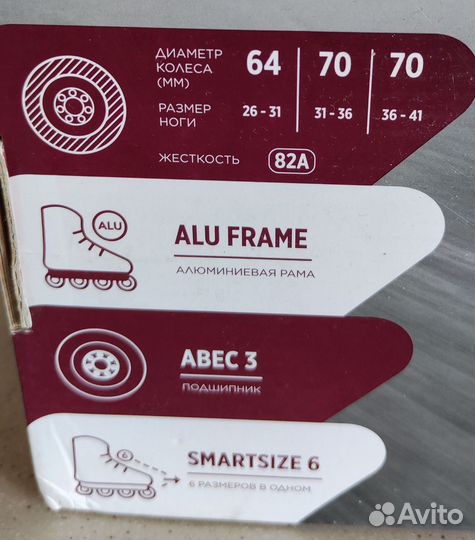 ДИАМЕТР
КОЛЕСА
(ММ)
64 70 70
РАЗМЕР
НОГИ
26 - 31 31 - 36 36 - 41
ЖЕСТКОСТЬ 82A
ALU
ALU FRAME
АЛЮМИНИЕВАЯ РАМА
ABEC 3
ПОДШИПНИК
6
SMARTSIZE 6
6 РАЗМЕРОВ В ОДНОМ
Avito